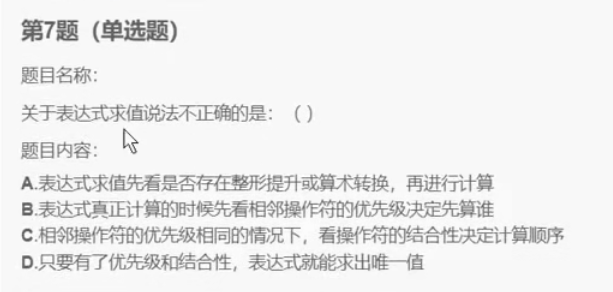 第7题（单选题）
题目名称：
关于表达式求值说法不正确的是：（ ）
题目内容：
A.表达式求值先看是否存在整形提升或算术转换，再进行计算
B.表达式真正计算的时候先看相邻操作符的优先级决定先算谁
C.相邻操作符的优先级相同的情况下，看操作符的结合性决定计算顺序
D.只要有了优先级和结合性，表达式就能求出唯一值